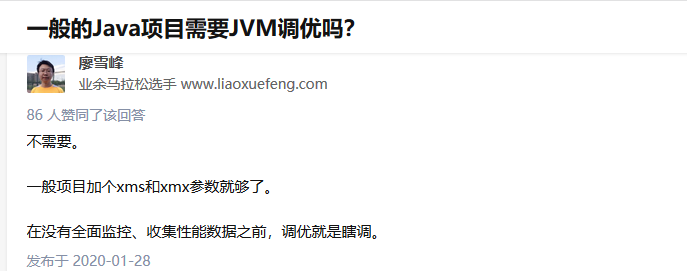 一般的Java项目需要JVM调优吗？
廖雪峰
业余马拉松选手 www.liaoxuefeng.com
86 人赞同了该回答
不需要。
一般项目加个xms和xmx参数就够了。
在没有全面监控、收集性能数据之前，调优就是瞎调。
发布于 2020-01-28